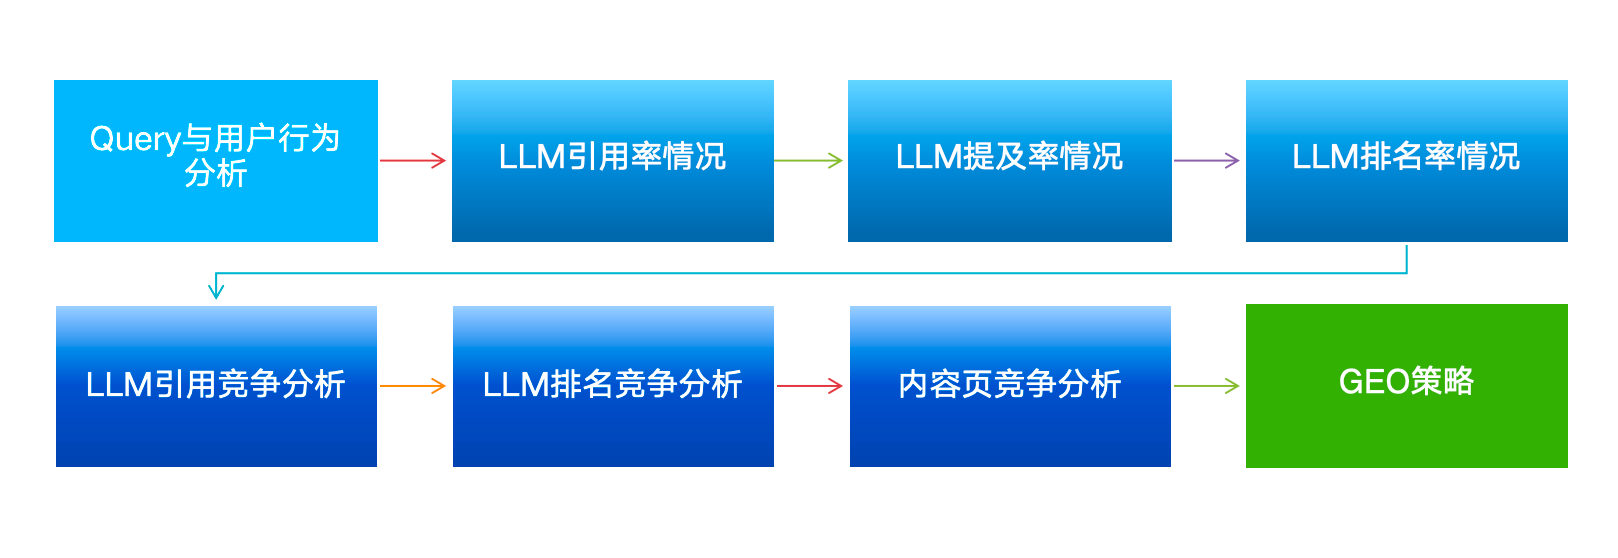 Query与用户行为
分析
LLM引用率情况
LLM提及率情况
LLM排名率情况
LLM引用竞争分析
LLM排名竞争分析
内容页竞争分析
GEO策略